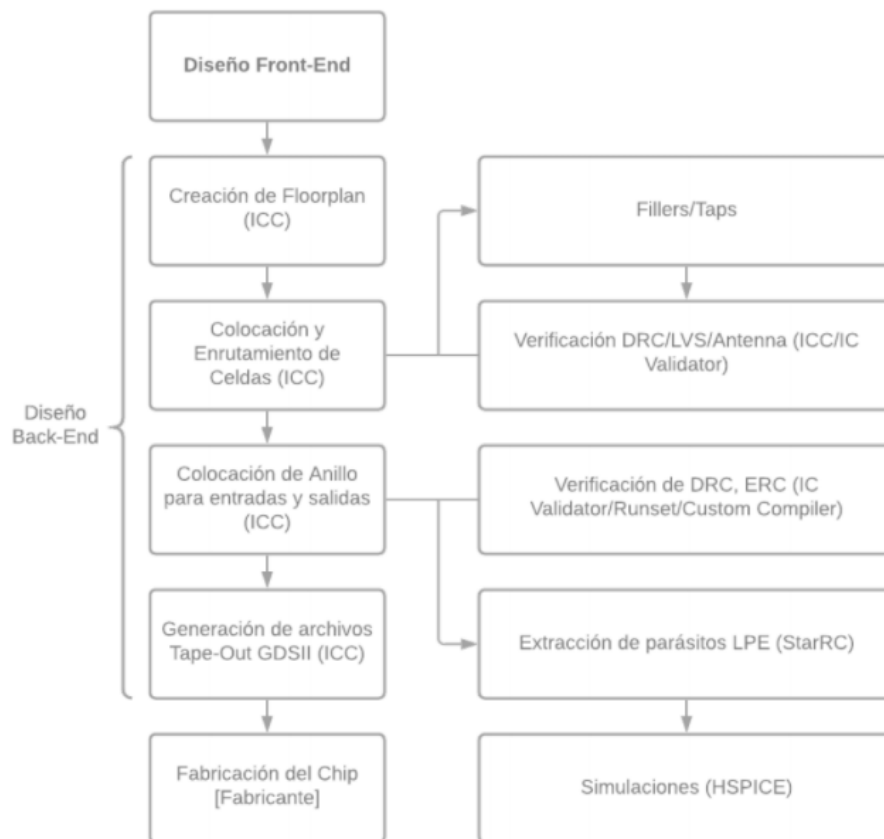 Diseño Front-End
Creación de Floorplan
(ICC)
Fillers/Taps
Colocación y
Enrutamiento de
Celdas (ICC)
Verificación DRC/LVS/Antenna (ICC/IC
Validator)
Diseño
Back-End
Colocación de Anillo
para entradas y salidas
(ICC)
Verificación de DRC, ERC (IC
Validator/Runset/Custom Compiler)
Generación de archivos
Tape-Out GDSII (ICC)
Extracción de parásitos LPE (StarRC)
Fabricación del Chip
[Fabricante]
Simulaciones (HSPICE)